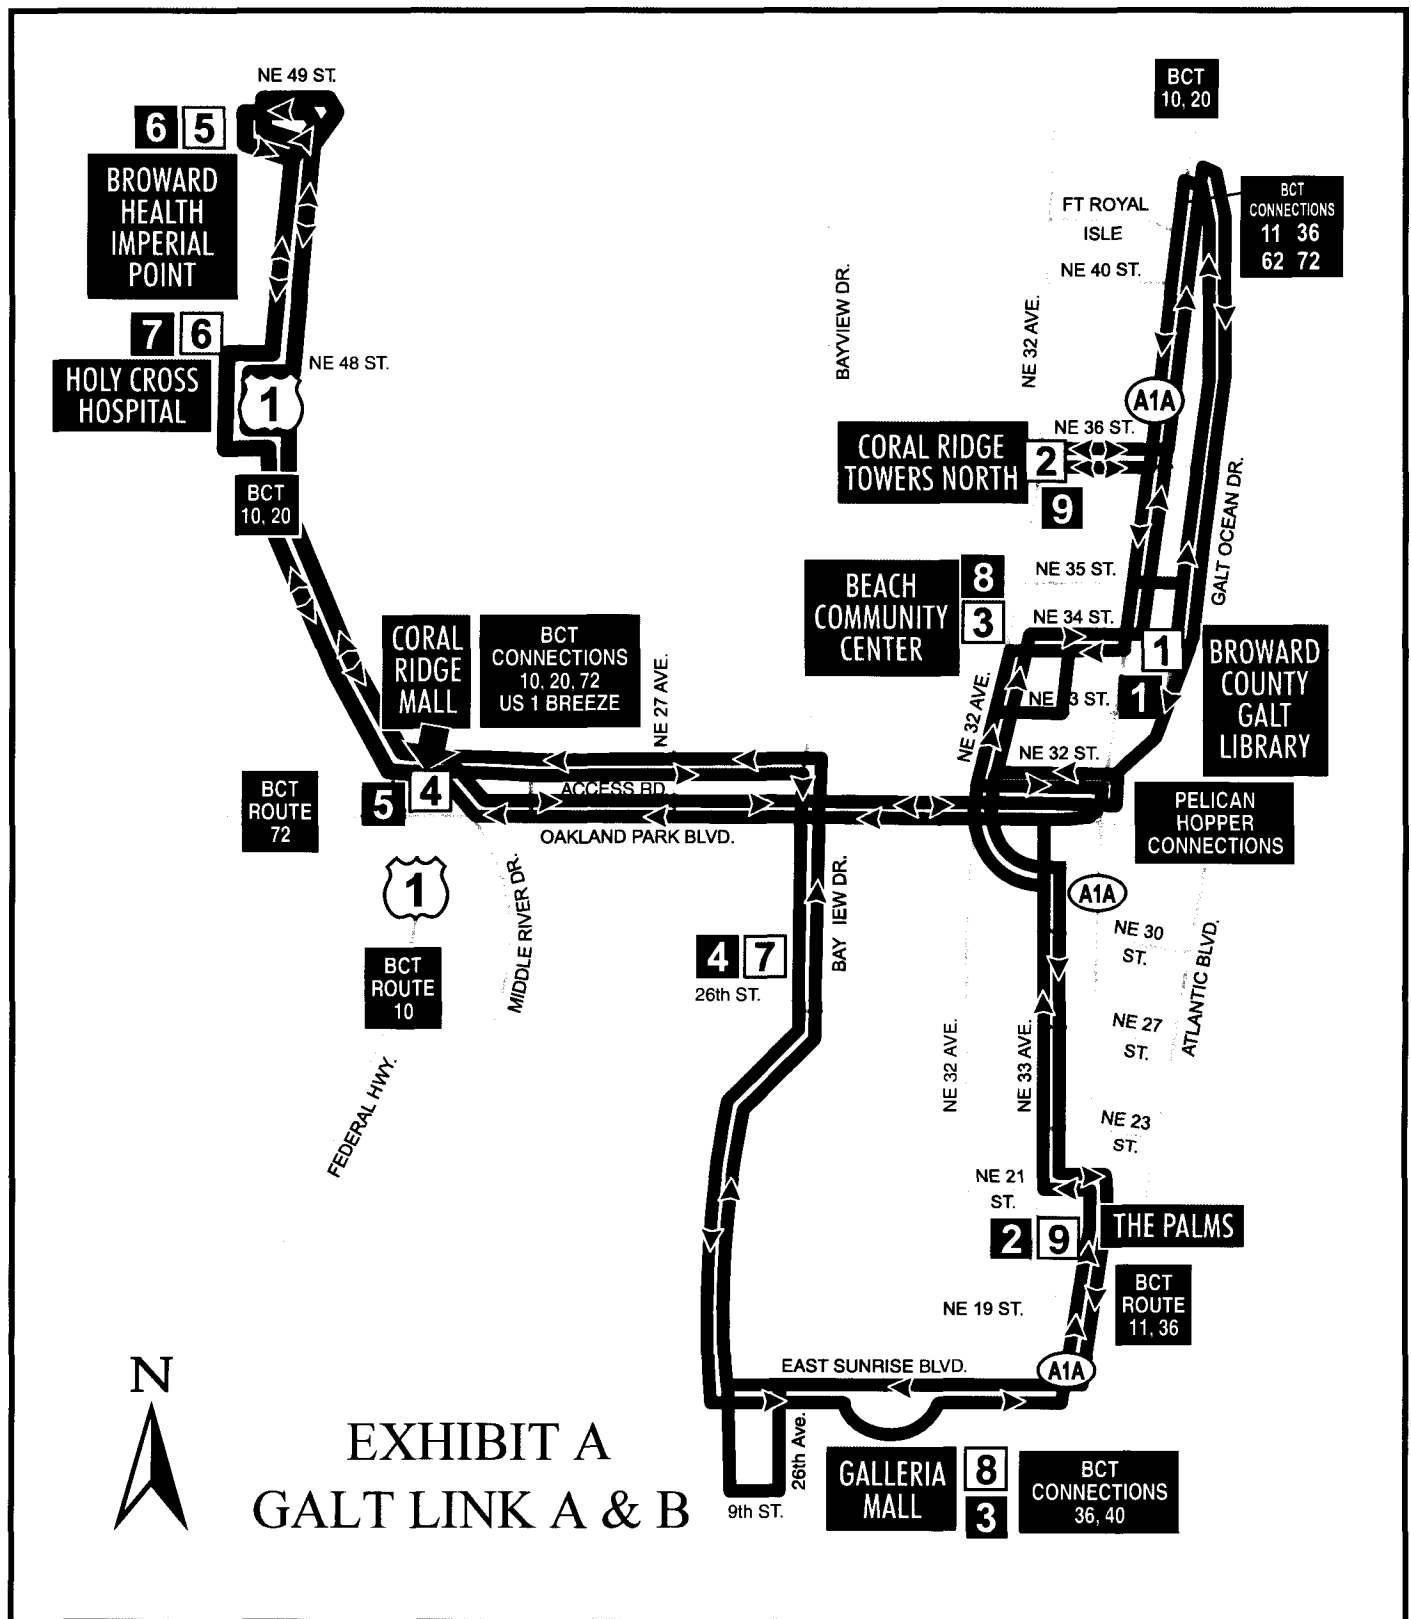 NE 49 ST.
BCT
10, 20
6 5
BROWARD
HEALTH
IMPERIAL
POINT
FT ROYAL
ISLE
BCT
CONNECTIONS
11 36
62 72
NE 40 ST.
BAYVIEW DR.
NE 32 AVE.
7 6
HOLY CROSS
HOSPITAL
NE 48 ST.
1
A1A
NE 36 ST.
CORAL RIDGE
TOWERS NORTH
2
9
BCT
10, 20
GALT OCEAN DR.
NE 35 ST.
BEACH
COMMUNITY
CENTER
8
3
NE 34 ST.
CORAL
RIDGE
MALL
BCT
CONNECTIONS
10, 20, 72
US 1 BREEZE
NE 27 AVE.
NE 32 AVE.
1
1
BROWARD
COUNTY
GALT
LIBRARY
NE 3 ST.
NE 32 ST.
BCT
ROUTE
72
5 4
ACCESS RD.
OAKLAND PARK BLVD.
PELICAN
HOPPER
CONNECTIONS
1
MIDDLE RIVER DR.
BAY IEW DR.
A1A
NE 30
ST.
ATLANTIC BLVD.
4 7
26th ST.
BCT
ROUTE
10
NE 32 AVE.
NE 33 AVE.
NE 27
ST.
FEDERAL HWY.
NE 23
ST.
NE 21
ST.
2 9
THE PALMS
BCT
ROUTE
11, 36
NE 19 ST.
EAST SUNRISE BLVD.
A1A
N
26th Ave.
9th ST.
GALLERIA
MALL
8
3
BCT
CONNECTIONS
36, 40
EXHIBIT A
GALT LINK A & B